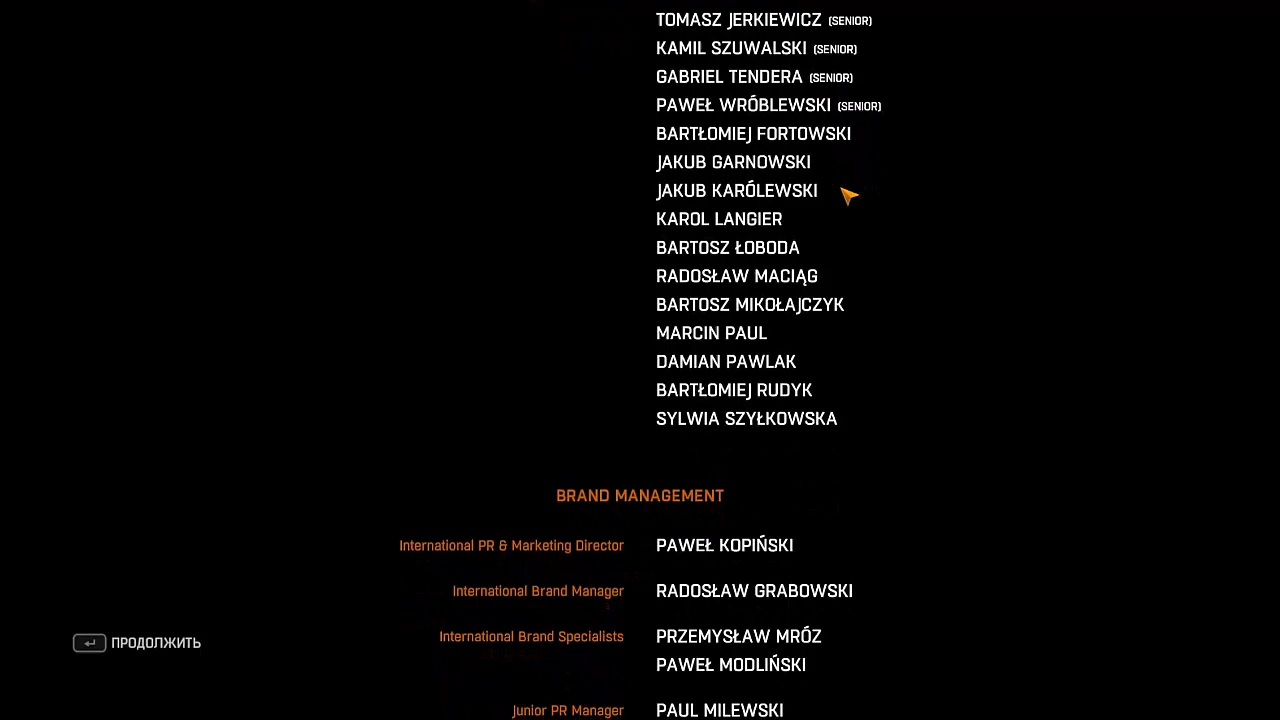 TOMASZ JERKIEWICZ (SENIOR)
KAMIL SZUWALSKI (SENIOR)
GABRIEL TENDERA (SENIOR)
PAWEŁ WRÓBLEWSKI (SENIOR)
BARTŁOMIEJ FORTOWSKI
JAKUB GARNOWSKI
JAKUB KARÓLEWSKI
KAROL LANGIER
BARTOSZ ŁOBODA
RADOSŁAW MACIĄG
BARTOSZ MIKOŁAJCZYK
MARCIN PAUL
DAMIAN PAWLAK
BARTŁOMIEJ RUDYK
SYLWIA SZYŁKOWSKA
BRAND MANAGEMENT
International PR & Marketing Director PAWEŁ KOPIŃSKI
International Brand Manager RADOSŁAW GRABOWSKI
International Brand Specialists PRZEMYSŁAW MRÓZ
PAWEŁ MODLIŃSKI
Junior PR Manager PAUL MILEWSKI
ПРОДОЛЖИТЬ